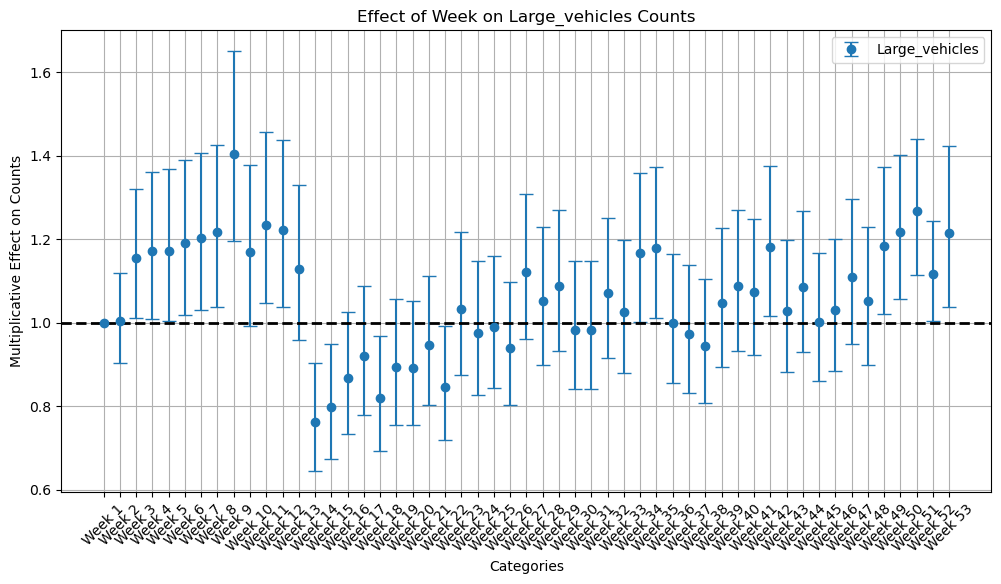 Effect of Week on Large_vehicles Counts
Large_vehicles
Multiplicative Effect on Counts
1.6
1.4
1.2
1.0
0.8
0.6
Week 1
Week 2
Week 3
Week 4
Week 5
Week 6
Week 7
Week 8
Week 9
Week 10
Week 11
Week 12
Week 13
Week 14
Week 15
Week 16
Week 17
Week 18
Week 19
Week 20
Week 21
Week 22
Week 23
Week 24
Week 25
Week 26
Week 27
Week 28
Week 29
Week 30
Week 31
Week 32
Week 33
Week 34
Week 35
Week 36
Week 37
Week 38
Week 39
Week 40
Week 41
Week 42
Week 43
Week 44
Week 45
Week 46
Week 47
Week 48
Week 49
Week 50
Week 51
Week 52
Week 53
Categories